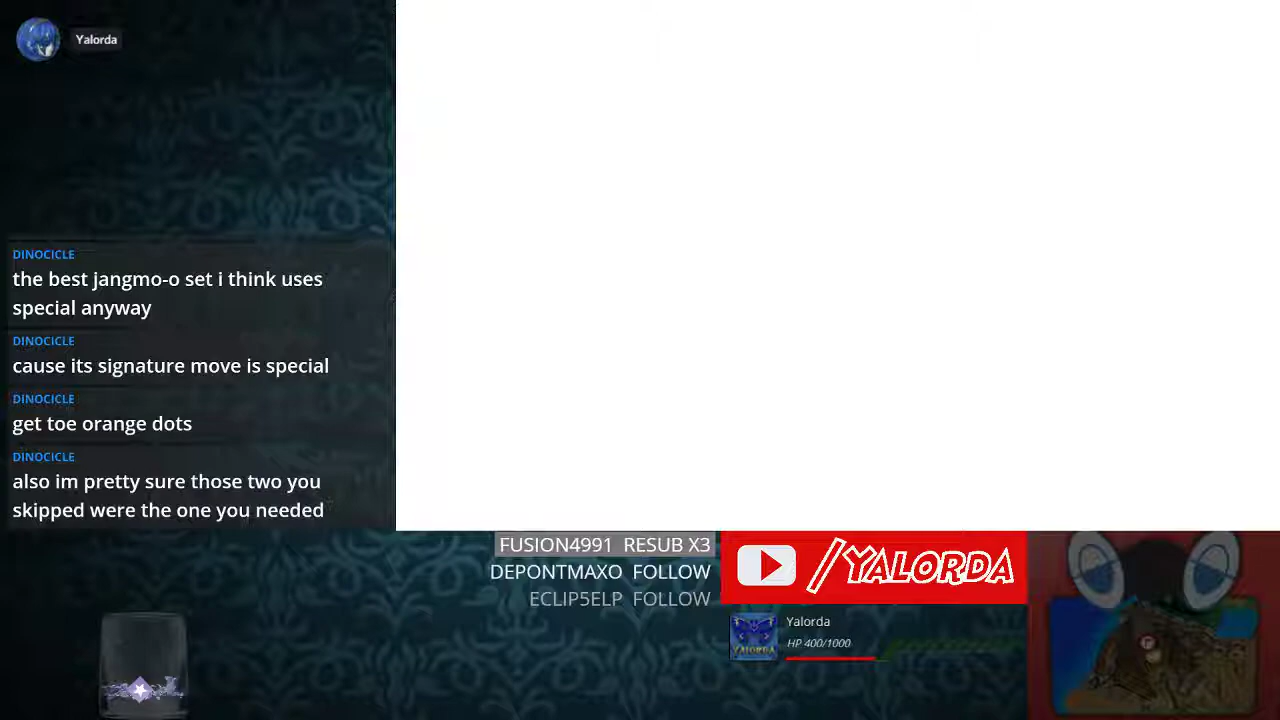 Yalorda
DINOCICLE
the best jangmo-o set i think uses
special anyway
DINOCICLE
cause its signature move is special
DINOCICLE
get toe orange dots
DINOCICLE
also im pretty sure those two you
skipped were the one you needed
FUSION4991 RESUB X3
DEPONTMAXO FOLLOW
ECLIP5ELP FOLLOW
/YALORDA
YALORDA
Yalorda
HP 400/1000